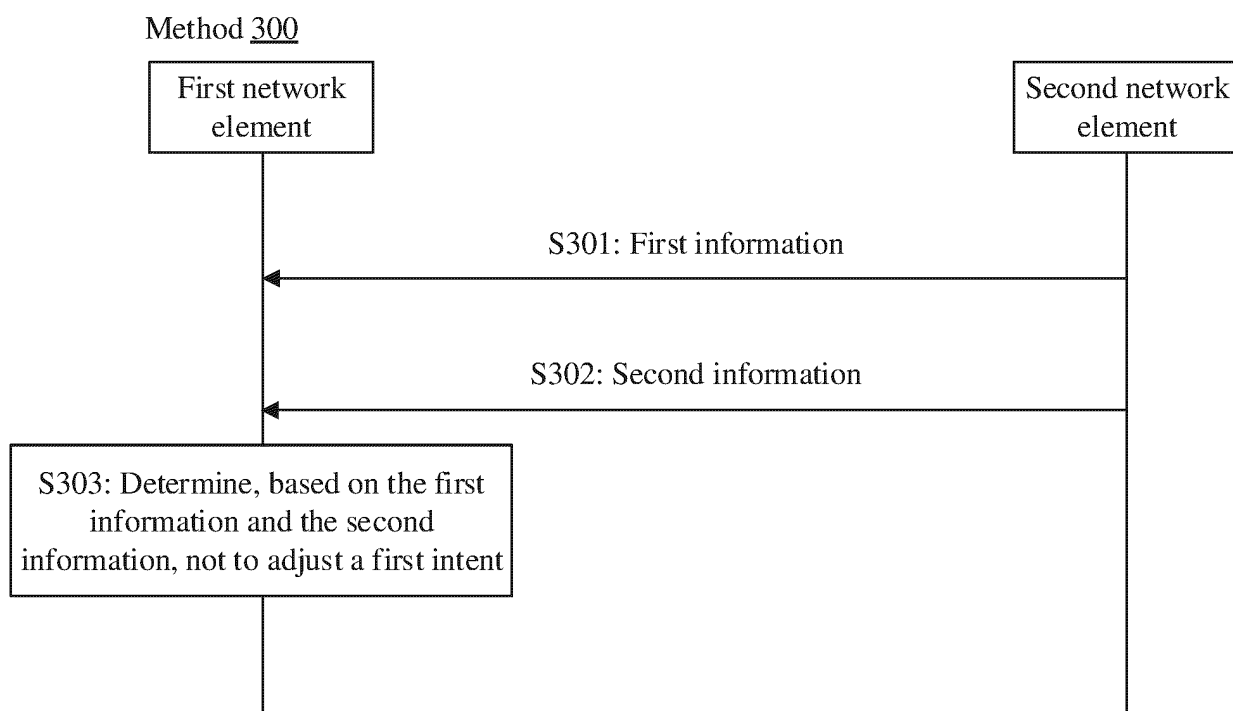 Method 300
First network
element
Second network
element
S301: First information
S302: Second information
S303: Determine, based on the first
information and the second
information, not to adjust a first intent